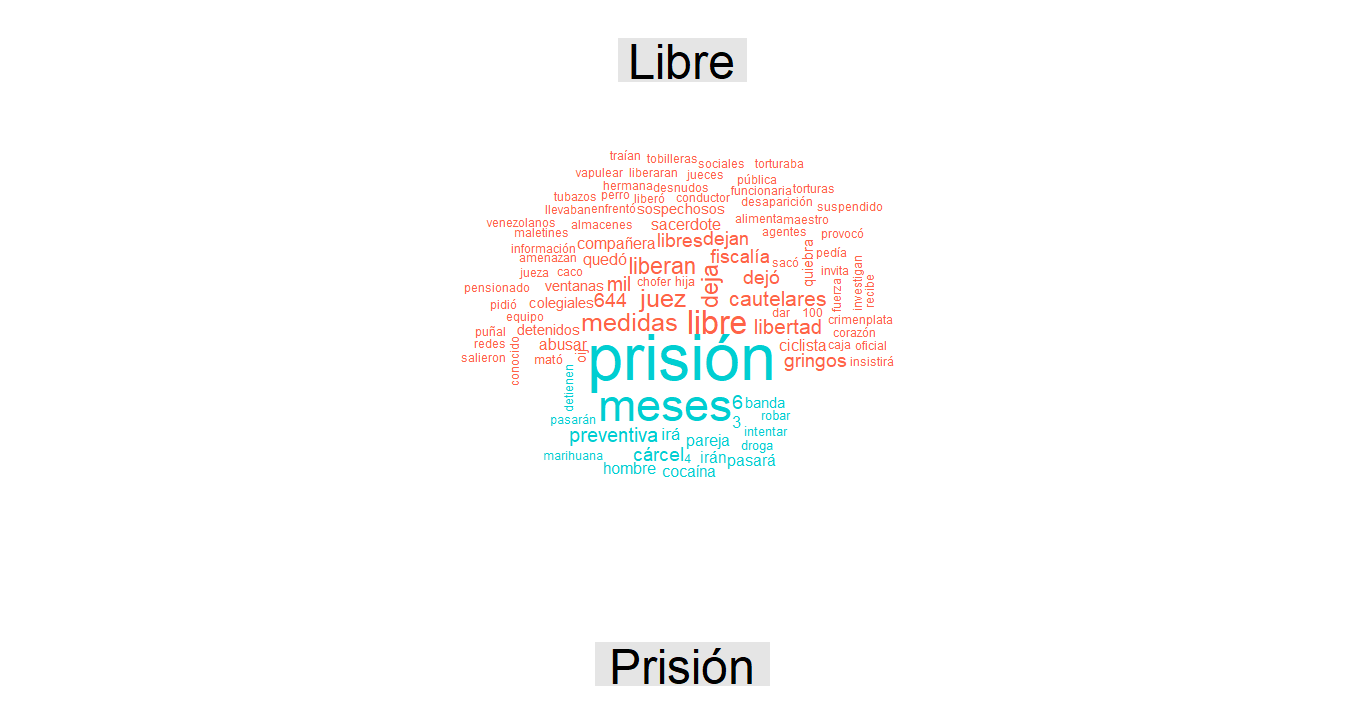 Libre
traían tobilleras sociales torturaba
vapulear liberaran jueces pública
hermana desnudos funcionaria torturas
tubazos perro liberó conductor desaparición
llevaban enfrentó sospechosos suspendido
venezolanos almacenes sacerdote alimenta maestro
maletines compañera libres dejan agentes provocó
información quedó fiscalía sacó quiebra pedía
amenazan liberan deja invita
jueza caco chofer hija dejó fuerza investigan recibe
pensionado ventanas mil
pidió colegiales 644 juez cautelares
equipo medidas libre dar 100 crimen plata
puñal detenidos libertad corazón
redes abusar ciclista caja oficial
salieron conocido mató oij gringos insistirá
prisión
detienen
meses 6 banda
pasarán 3 robar
preventiva irá pareja intentar
droga
marihuana cárcel 4 irán pasará
hombre cocaína
Prisión